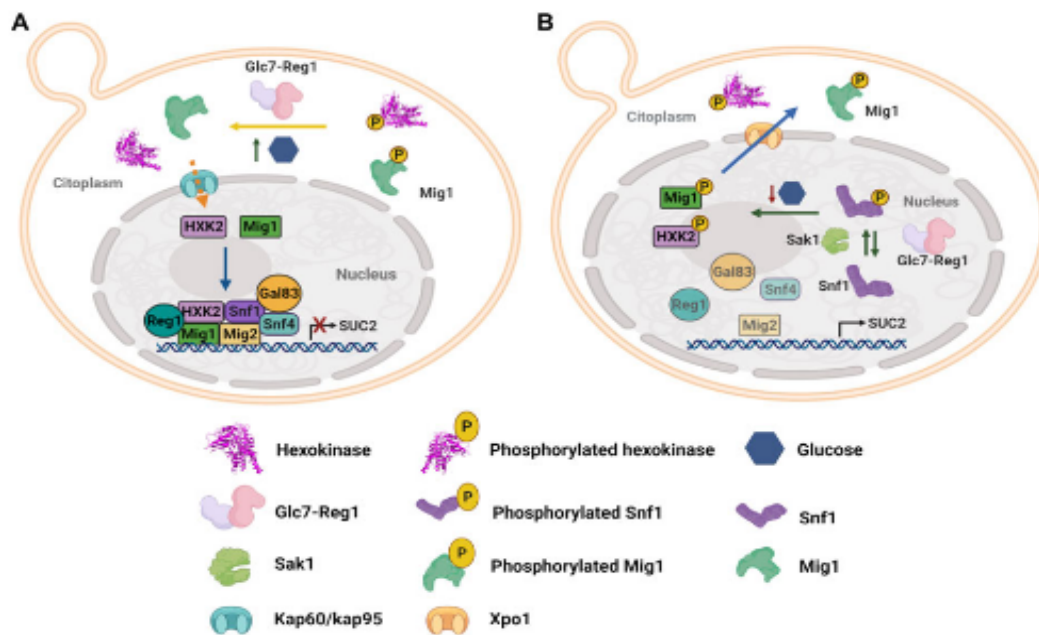 A
Glc7-Reg1
P
P
Mig1
Citoplasm
HXK2 Mig1
Nucleus
Gal83
HXK2 Snf1
Reg1 Snf4
Mig1 Mig2
X SUC2
B
P
P
Mig1
Citoplasm
P
Mig1
P
HXK2
P
Nucleus
Sak1
Glc7-Reg1
Snf1
Gal83
Snf4
Reg1
Mig2
SUC2
Hexokinase
P
Phosphorylated hexokinase
Glucose
Glc7-Reg1
P
Phosphorylated Snf1
Snf1
Sak1
P
Phosphorylated Mig1
Mig1
Kap60/kap95
Xpo1